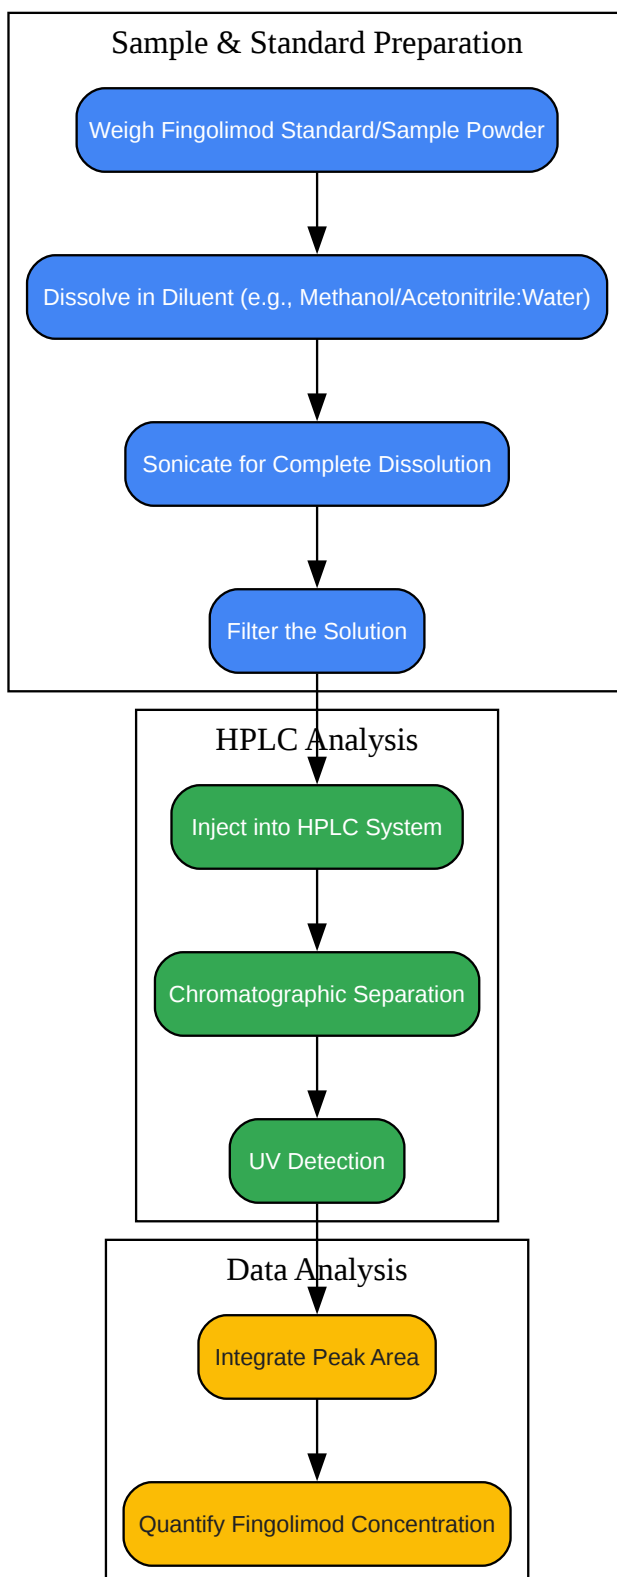 Sample & Standard Preparation
Weigh Fingolimod Standard/Sample Powder
Dissolve in Diluent (e.g., Methanol/Acetonitrile:Water)
Sonicate for Complete Dissolution
Filter the Solution
HPLC Analysis
Inject into HPLC System
Chromatographic Separation
UV Detection
Data Analysis
Integrate Peak Area
Quantify Fingolimod Concentration